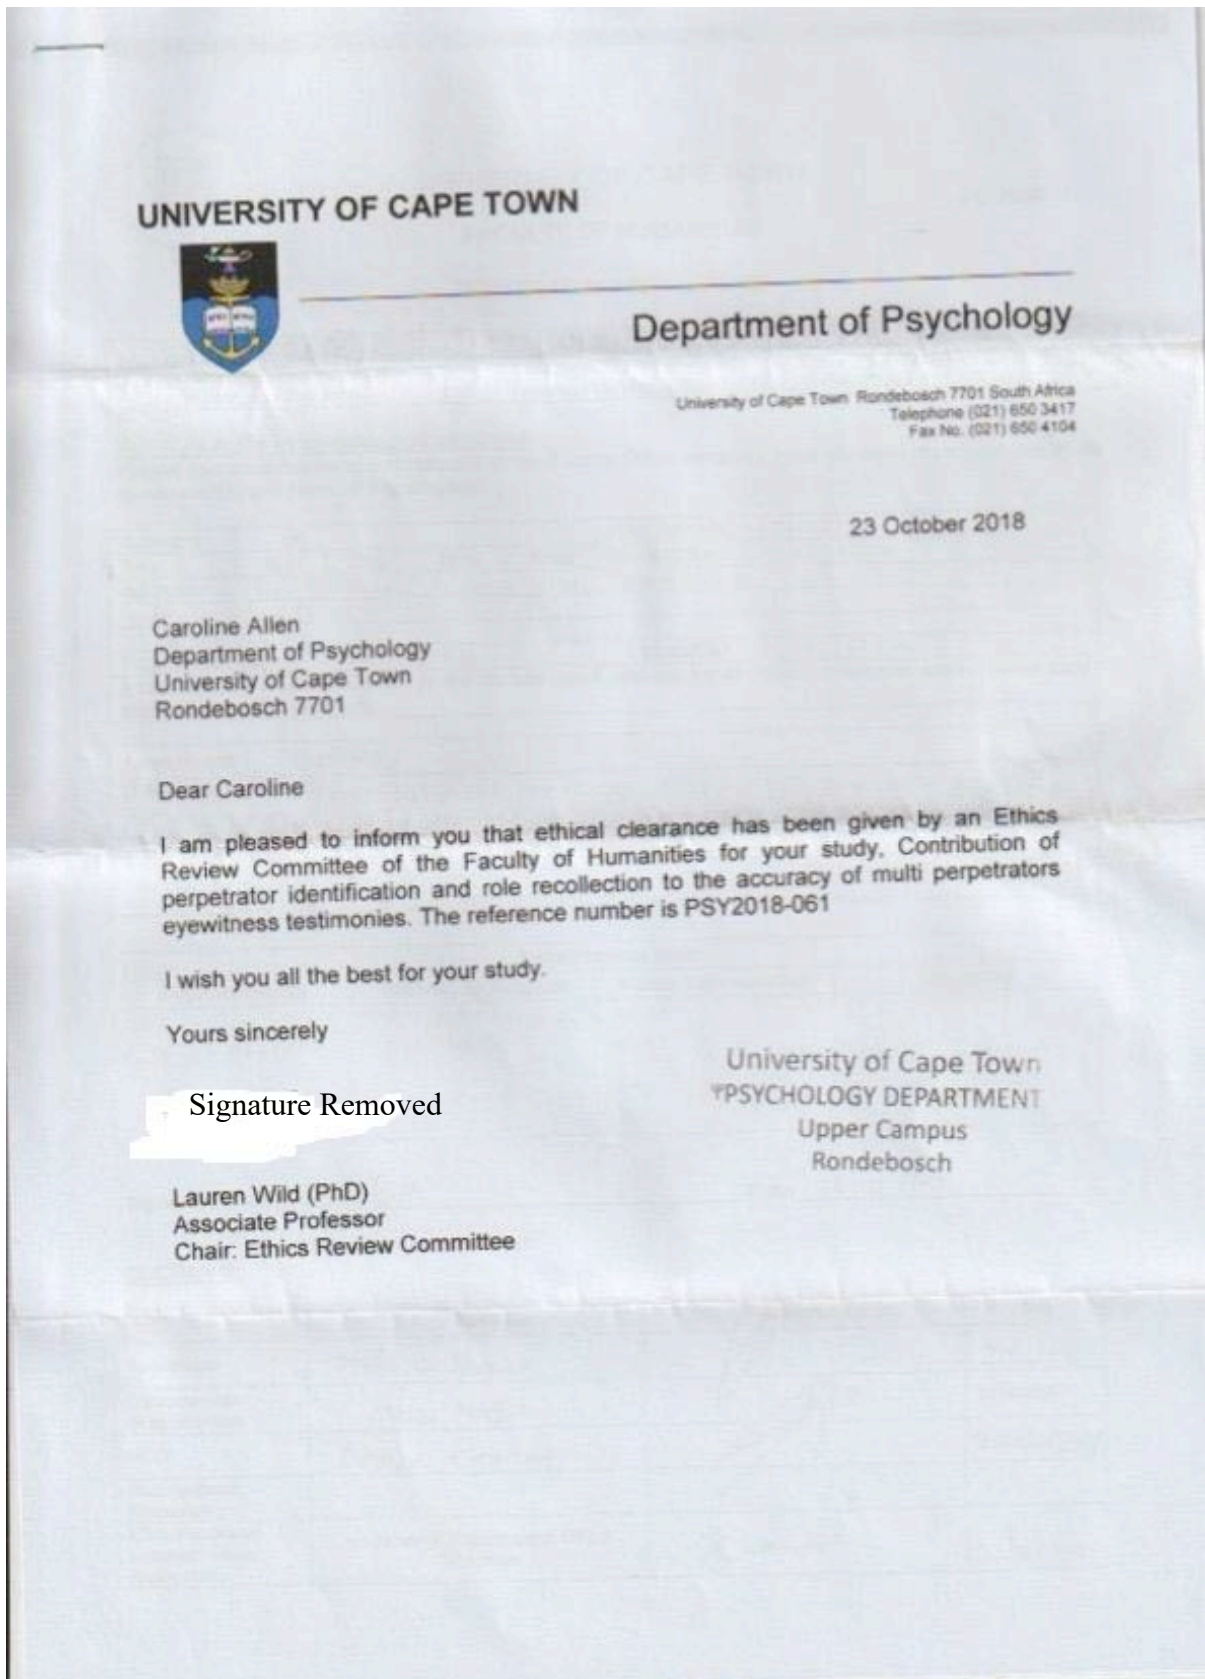 UNIVERSITY OF CAPE TOWN
Department of Psychology
University of Cape Town Rondebosch 7701 South Africa
Telephone (021) 650 3417
Fax No. (021) 650 4104
23 October 2018
Caroline Allen
Department of Psychology
University of Cape Town
Rondebosch 7701
Dear Caroline
I am pleased to inform you that ethical clearance has been given by an Ethics
Review Committee of the Faculty of Humanities for your study, Contribution of
perpetrator identification and role recollection to the accuracy of multi perpetrators
eyewitness testimonies. The reference number is PSY2018-061
I wish you all the best for your study.
Yours sincerely
Signature Removed
University of Cape Town
PSYCHOLOGY DEPARTMENT
Upper Campus
Rondebosch
Lauren Wild (PhD)
Associate Professor
Chair: Ethics Review Committee